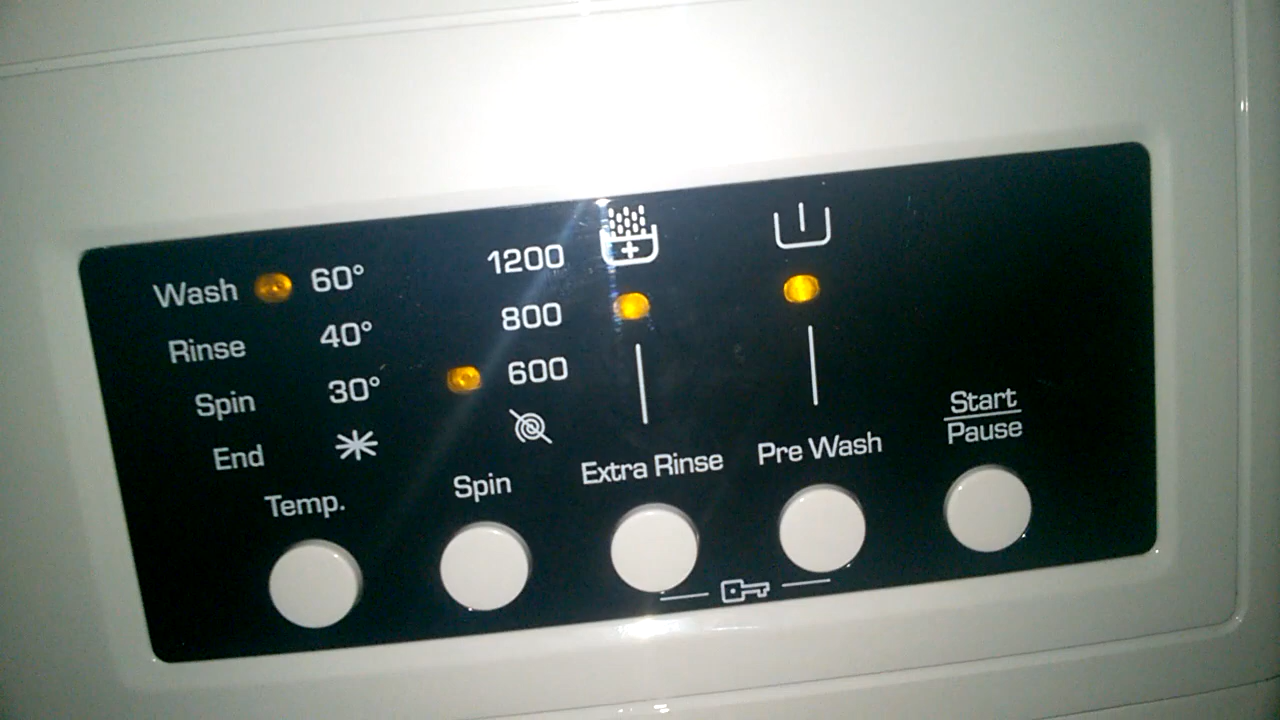 Wash 60° 1200
Rinse 40° 800
Spin 30° 600
End
Temp. Spin Extra Rinse Pre Wash Start
Pause